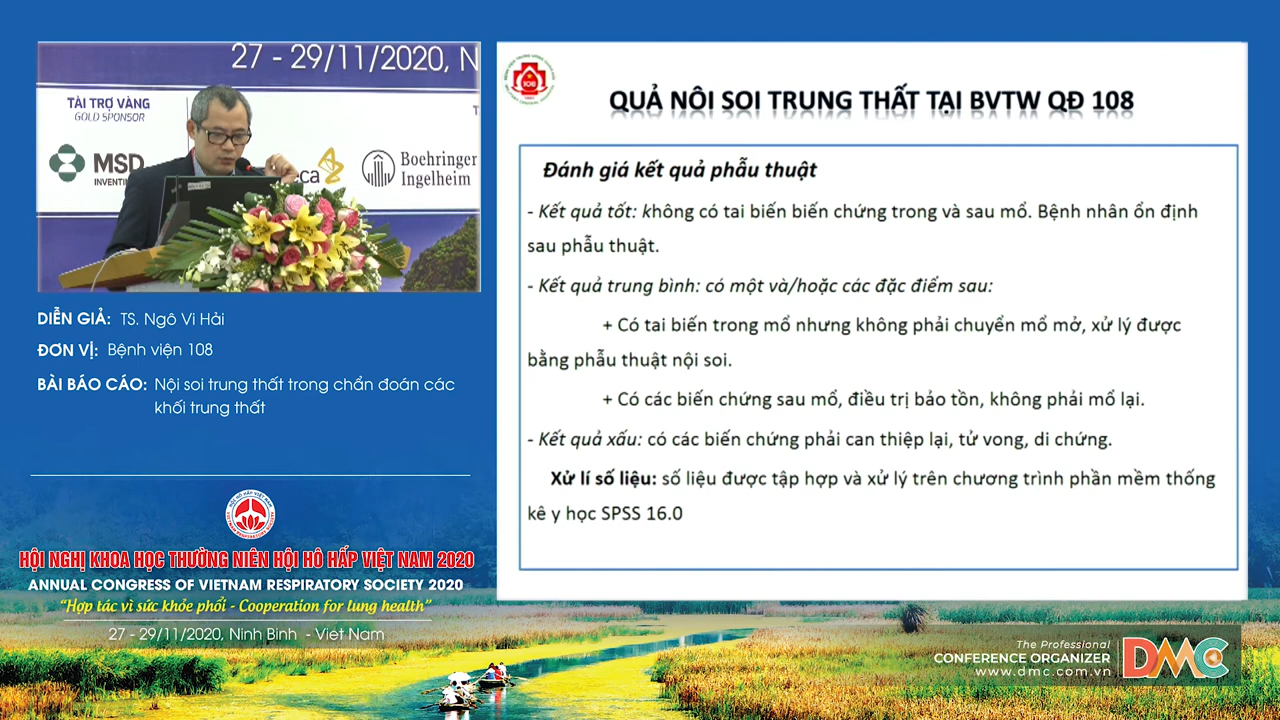 27 - 29/11/2020, N
TÀI TRỢ VÀNG
GOLD SPONSOR
MSD
INVENTI
ca
Boehringer
Ingelheim
DIỄN GIẢ: TS. Ngô Vi Hải
ĐƠN VỊ: Bệnh viện 108
BÀI BÁO CÁO: Nội soi trung thất trong chẩn đoán các
khối trung thất
HỘI NGHỊ KHOA HỌC THƯỜNG NIÊN HỘI HÔ HẤP VIỆT NAM 2020
ANNUAL CONGRESS OF VIETNAM RESPIRATORY SOCIETY 2020
“Hợp tác vì sức khỏe phổi - Cooperation for lung health”
27 - 29/11/2020, Ninh Binh - Viet Nam
108
QUẢ NÔI SOI TRUNG THẤT TẠI BVTW QĐ 108
Đánh giá kết quả phẫu thuật
- Kết quả tốt: không có tai biến biến chứng trong và sau mổ. Bệnh nhân ổn định
sau phẫu thuật.
- Kết quả trung bình: có một và/hoặc các đặc điểm sau:
+ Có tai biến trong mổ nhưng không phải chuyển mổ mở, xử lý được
bằng phẫu thuật nội soi.
+ Có các biến chứng sau mổ, điều trị bảo tồn, không phải mổ lại.
- Kết quả xấu: có các biến chứng phải can thiệp lại, tử vong, di chứng.
Xử lí số liệu: số liệu được tập hợp và xử lý trên chương trình phần mềm thống
kê y học SPSS 16.0
The Professional
CONFERENCE ORGANIZER
www.dmc.com.vn
DMC